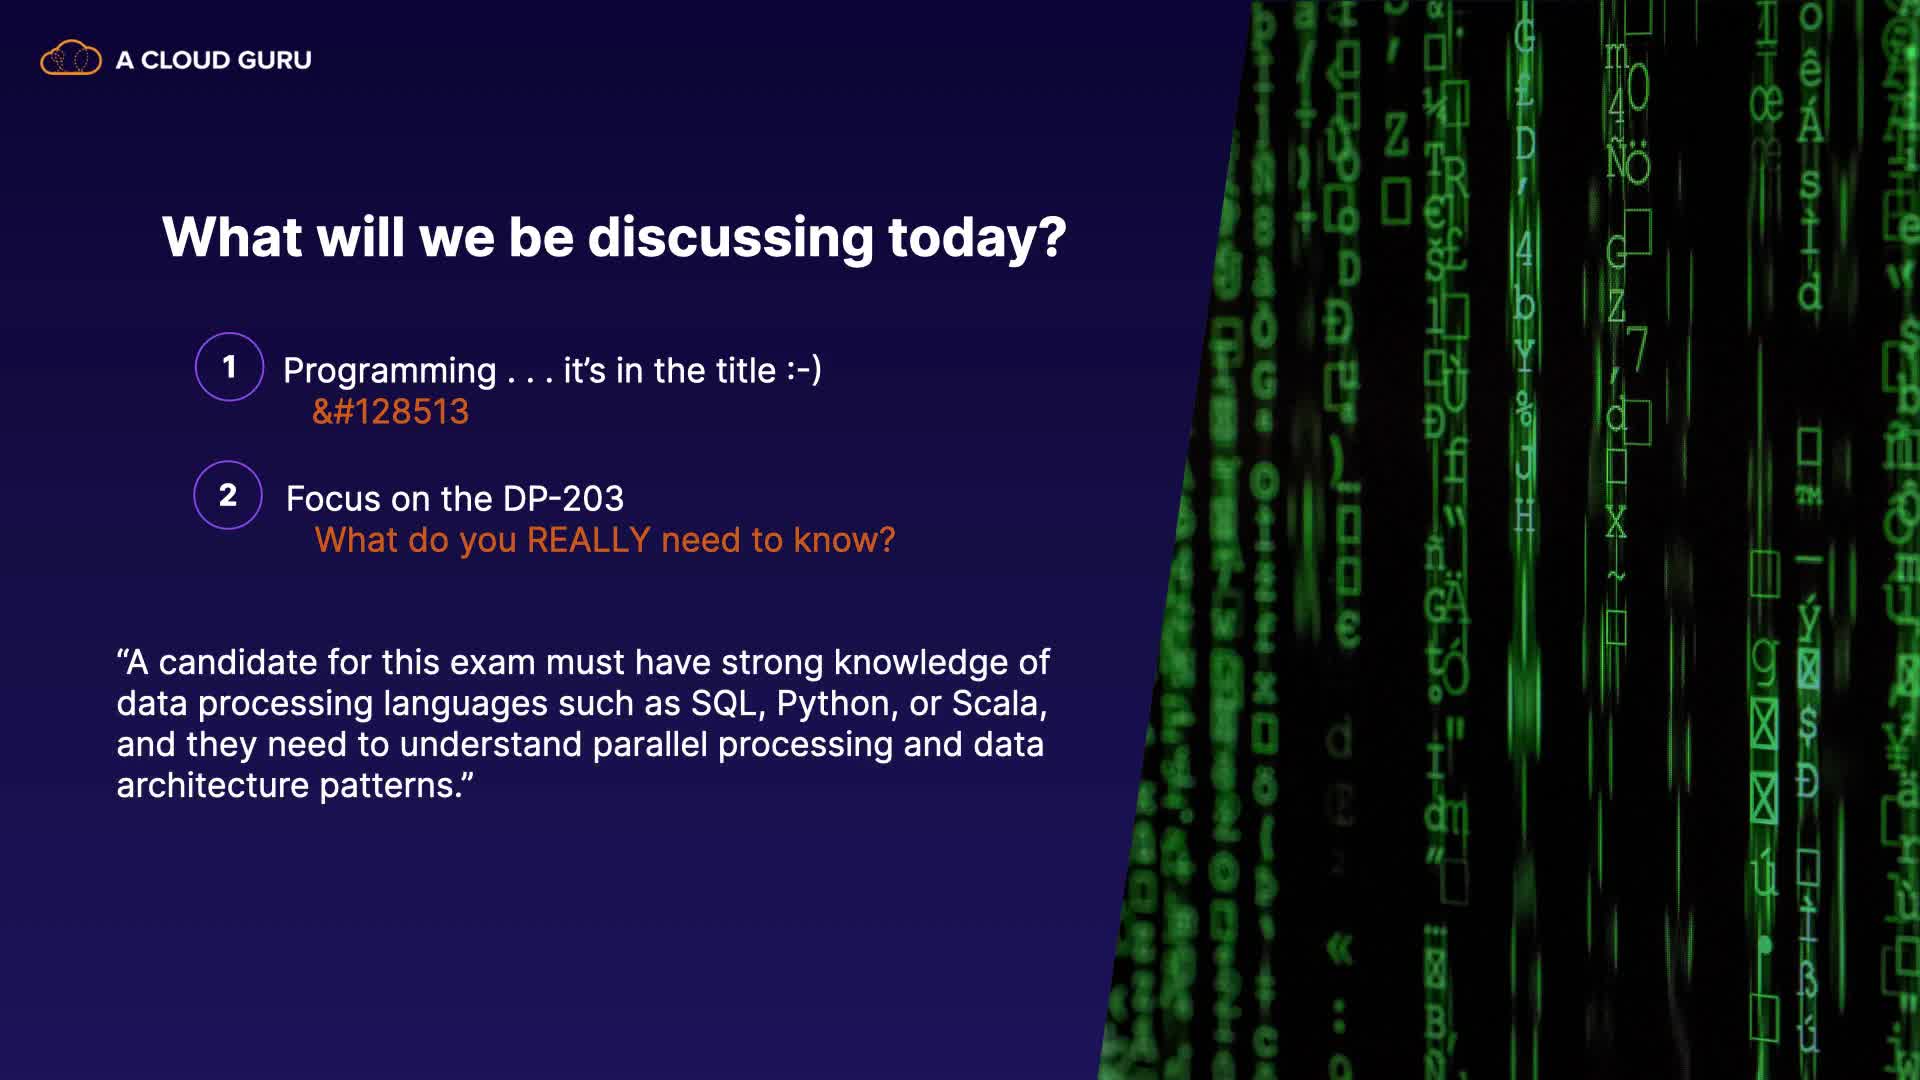 A CLOUD GURU
What will we be discussing today?
1 Programming . . . it’s in the title :-)
&#128513
2 Focus on the DP-203
What do you REALLY need to know?
“A candidate for this exam must have strong knowledge of
data processing languages such as SQL, Python, or Scala,
and they need to understand parallel processing and data
architecture patterns.”